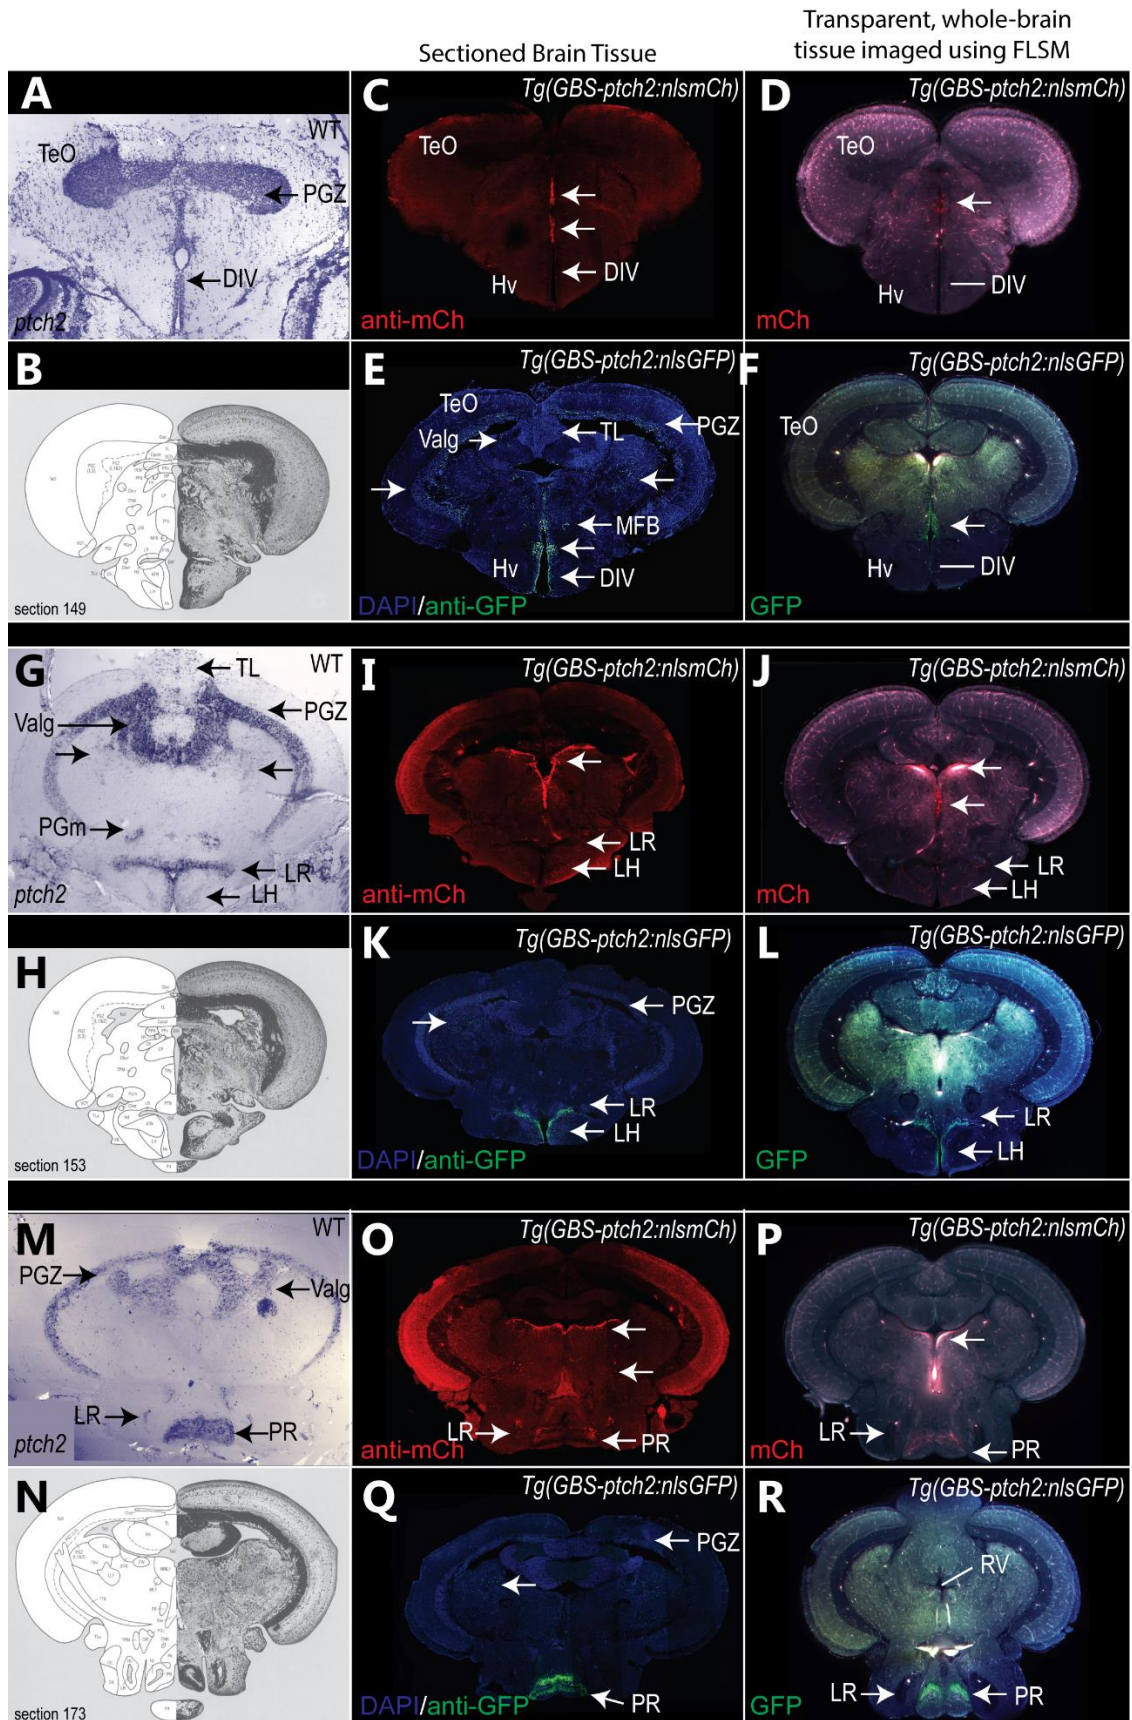 Sectioned Brain Tissue
Transparent, whole-brain
tissue imaged using FLSM
A
WT
TeO
PGZ
DIV
ptch2
C
Tg(GBS-ptch2:nlsmCh)
TeO
DIV
Hv
anti-mCh
D
Tg(GBS-ptch2:nlsmCh)
TeO
DIV
Hv
mCh
B
section 149
E
Tg(GBS-ptch2:nlsGFP)
TeO
PGZ
Valg
TL
MFB
Hv
DIV
DAPI/anti-GFP
F
Tg(GBS-ptch2:nlsGFP)
TeO
Hv
DIV
GFP
G
TL
WT
PGZ
Valg
PGm
LR
LH
ptch2
I
Tg(GBS-ptch2:nlsmCh)
LR
LH
anti-mCh
J
Tg(GBS-ptch2:nlsmCh)
LR
LH
mCh
H
section 153
K
Tg(GBS-ptch2:nlsGFP)
PGZ
LR
LH
DAPI/anti-GFP
L
Tg(GBS-ptch2:nlsGFP)
LR
LH
GFP
M
WT
PGZ
Valg
LR
PR
ptch2
O
Tg(GBS-ptch2:nlsmCh)
LR
PR
anti-mCh
P
Tg(GBS-ptch2:nlsmCh)
LR
PR
mCh
N
section 173
Q
Tg(GBS-ptch2:nlsGFP)
PGZ
PR
DAPI/anti-GFP
R
Tg(GBS-ptch2:nlsGFP)
RV
LR
PR
GFP